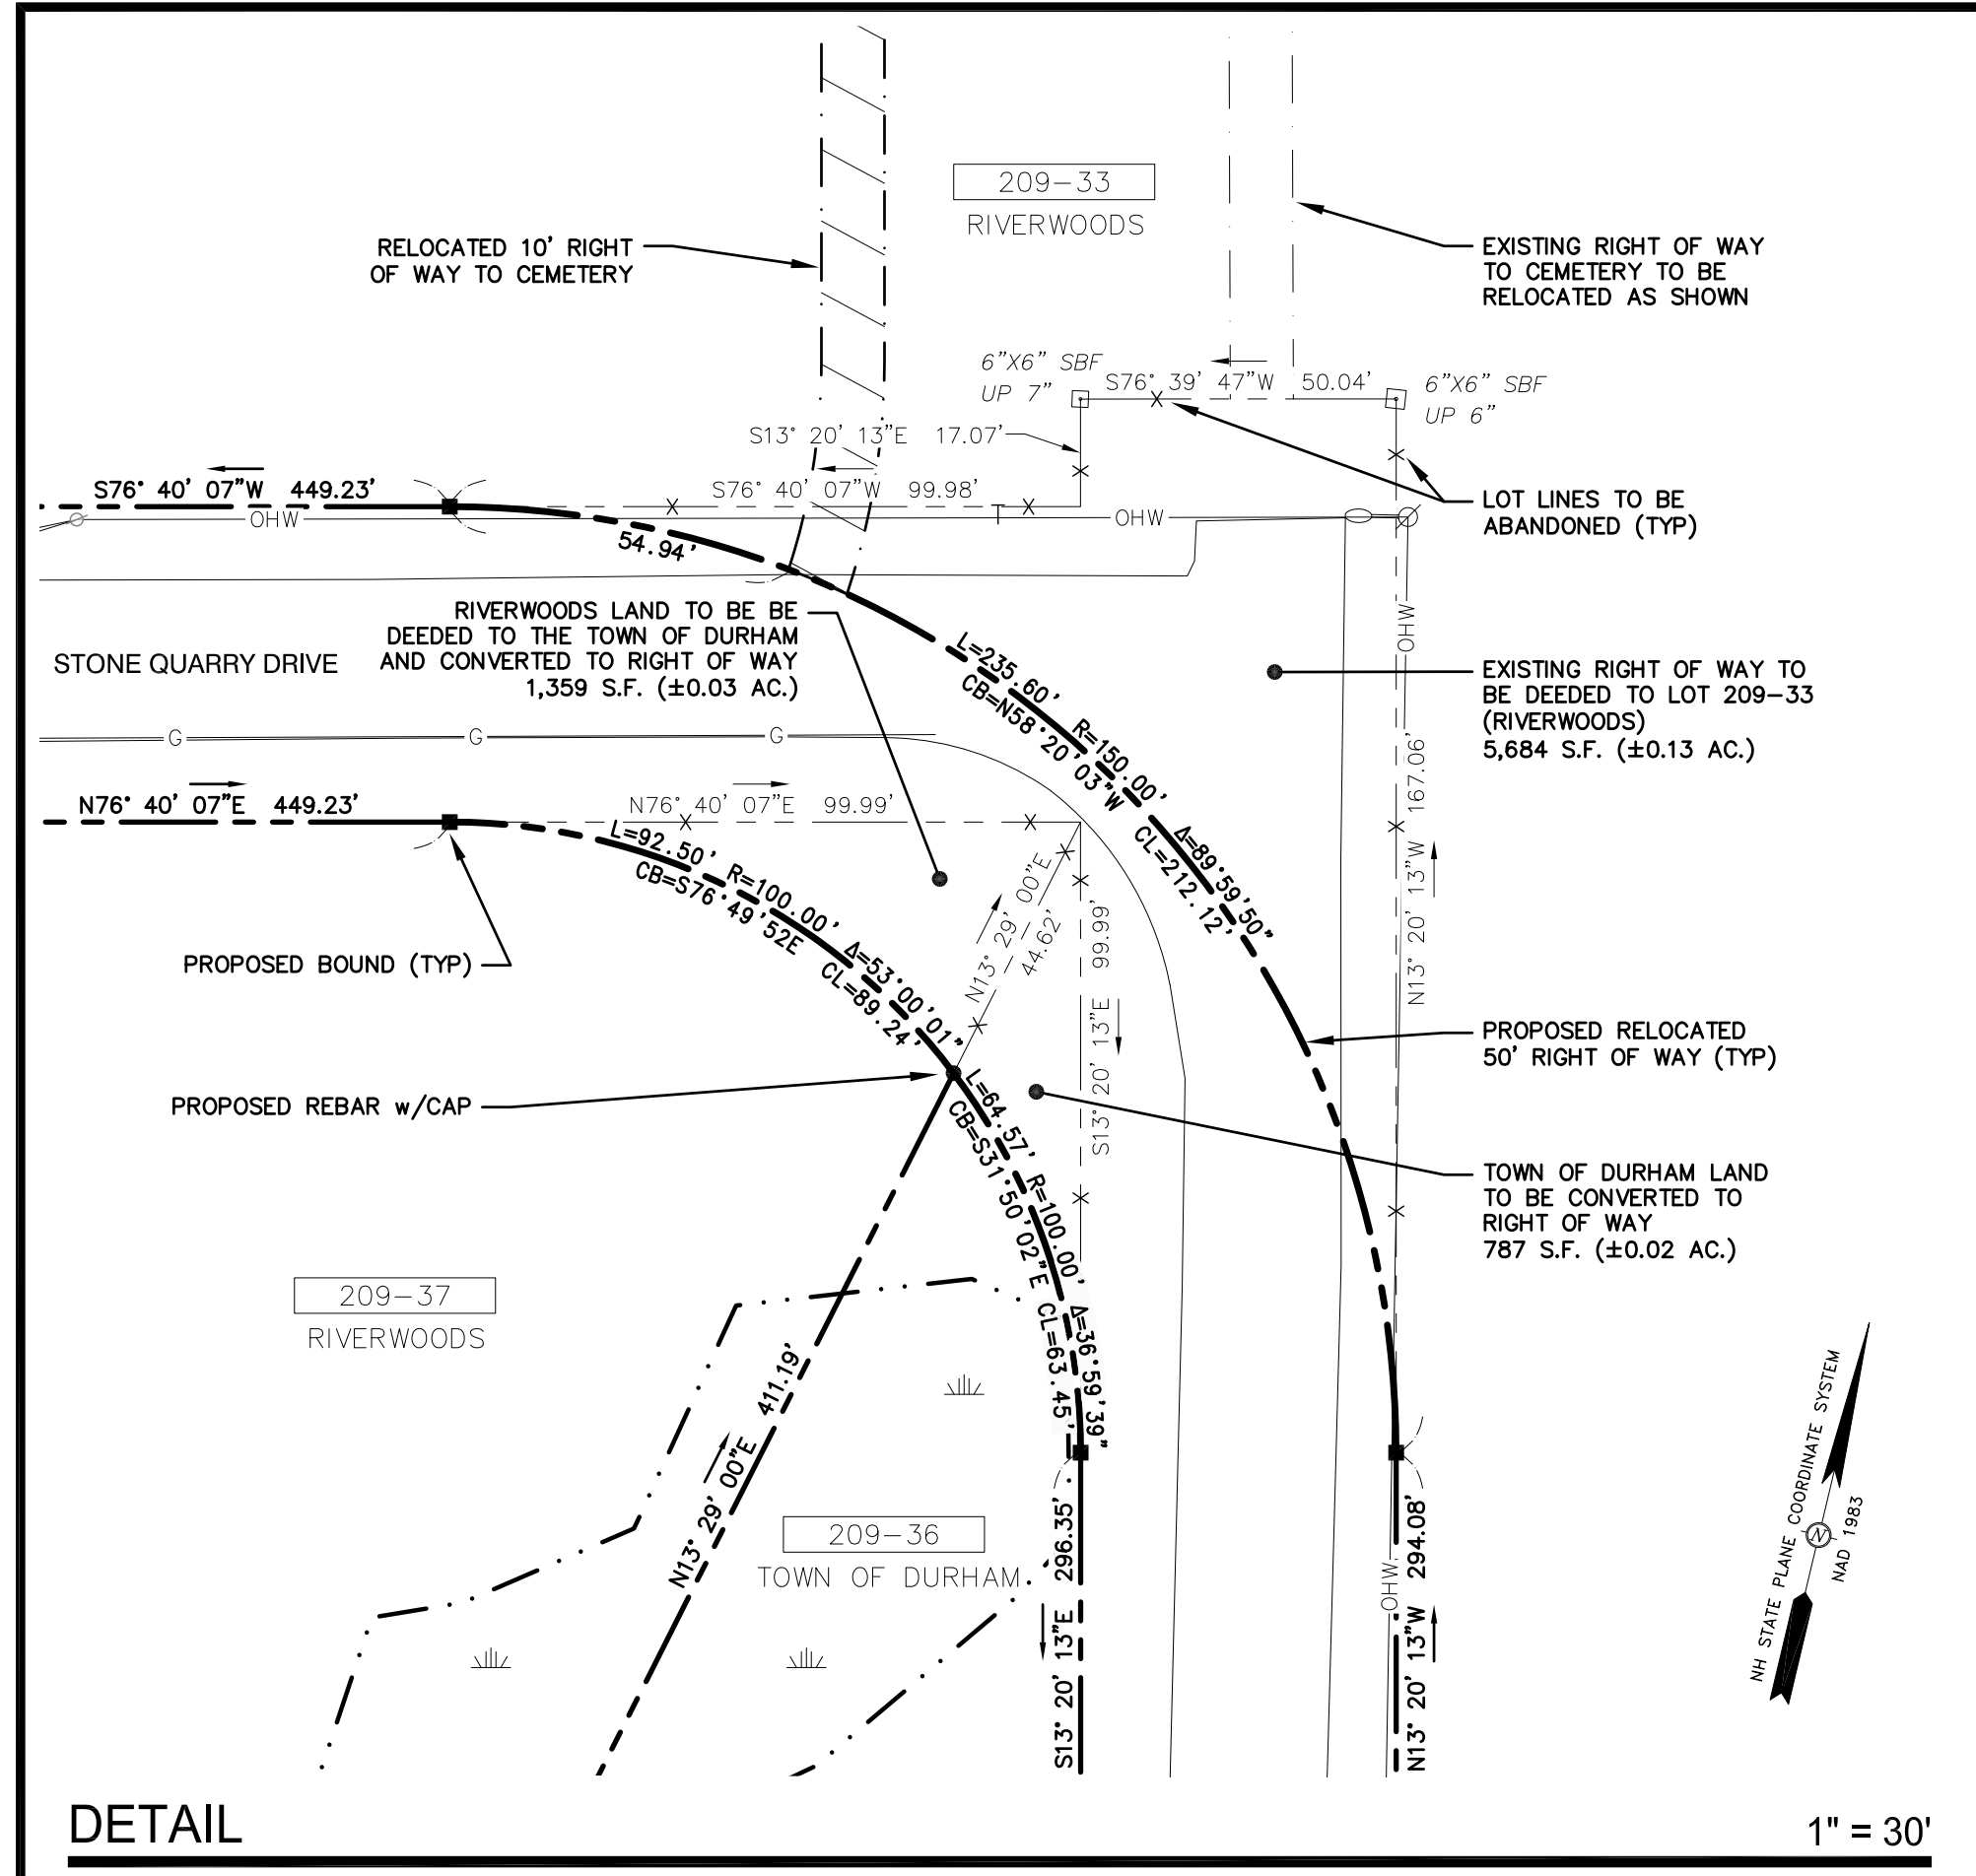 209-33
RIVERWOODS
RELOCATED 10' RIGHT
OF WAY TO CEMETERY
EXISTING RIGHT OF WAY
TO CEMETERY TO BE
RELOCATED AS SHOWN
6"X6" SBF
UP 7"
S76° 39' 47"W 50.04'
6"X6" SBF
UP 6"
S13° 20' 13"E 17.07'
S76° 40' 07"W 449.23'
S76° 40' 07"W 99.98'
T
OHW
OHW
LOT LINES TO BE
ABANDONED (TYP)
54.94'
RIVERWOODS LAND TO BE BE
DEEDED TO THE TOWN OF DURHAM
AND CONVERTED TO RIGHT OF WAY
1,359 S.F. (±0.03 AC.)
STONE QUARRY DRIVE
OHW
L=235.60' R=150.00' Δ=89°59'50"
CB=N58°20'03"W CL=212.12'
EXISTING RIGHT OF WAY TO
BE DEEDED TO LOT 209-33
(RIVERWOODS)
5,684 S.F. (±0.13 AC.)
G
G
G
N13° 20' 13"W 167.06'
N76° 40' 07"E 449.23'
N76° 40' 07"E 99.99'
L=92.50' R=100.00' Δ=53°00'01"
CB=S76°49'52E CL=89.24'
N13° 29' 00"E
44.62'
S13° 20' 13"E 99.99'
PROPOSED BOUND (TYP)
PROPOSED RELOCATED
50' RIGHT OF WAY (TYP)
PROPOSED REBAR w/CAP
L=64.57' R=100.00' Δ=36°59'39"
CB=S31°50'02"E CL=63.45'
TOWN OF DURHAM LAND
TO BE CONVERTED TO
RIGHT OF WAY
787 S.F. (±0.02 AC.)
209-37
RIVERWOODS
N13° 29' 00"E 411.19'
209-36
TOWN OF DURHAM
S13° 20' 13"E 296.35'
OHW
N13° 20' 13"W 294.08'
NH STATE PLANE COORDINATE SYSTEM
N
NAD 1983
DETAIL
1" = 30'